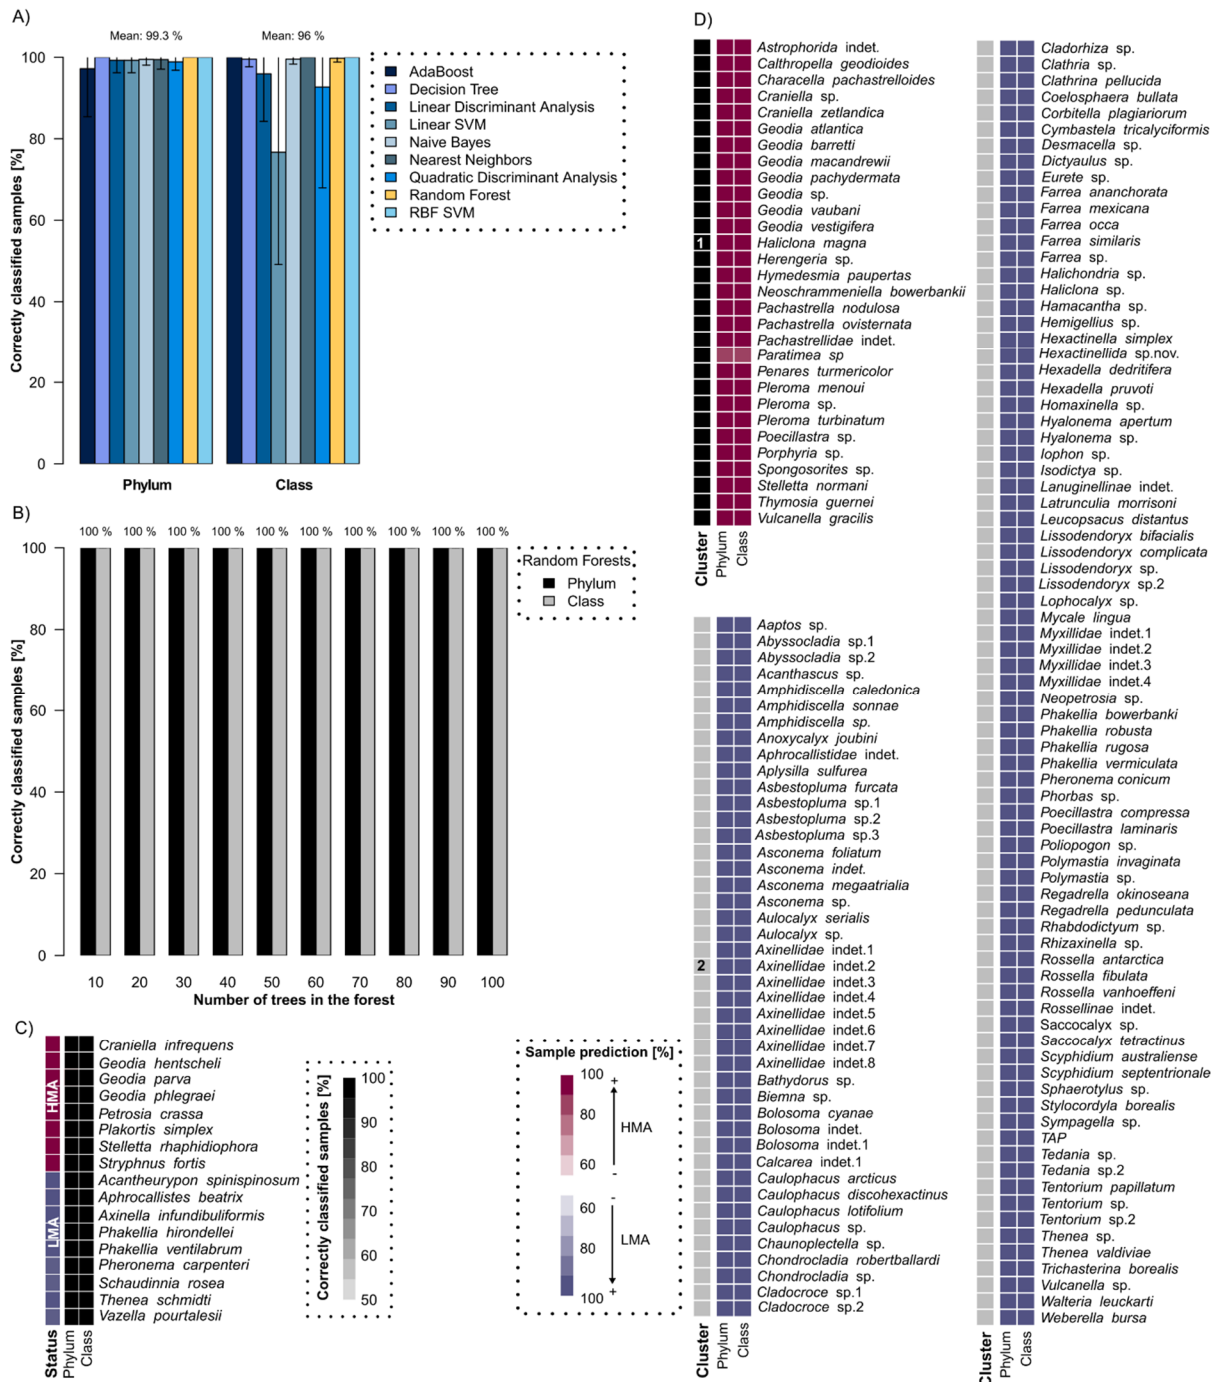 A)
Mean: 99.3 %
Mean: 96 %
100
80
60
40
20
0
Correctly classified samples [%]
Phylum
Class
AdaBoost
Decision Tree
Linear Discriminant Analysis
Linear SVM
Naive Bayes
Nearest Neighbors
Quadratic Discriminant Analysis
Random Forest
RBF SVM
B)
100 % 100 % 100 % 100 % 100 % 100 % 100 % 100 % 100 % 100 %
100
80
60
40
20
0
Correctly classified samples [%]
10 20 30 40 50 60 70 80 90 100
Number of trees in the forest
Random Forests
Phylum
Class
C)
HMA
LMA
Craniella infrequens
Geodia hentscheli
Geodia parva
Geodia phlegraei
Petrosia crassa
Plakortis simplex
Stelletta rhaphidiophora
Stryphnus fortis
Acantheurypon spinispinosum
Aphrocallistes beatrix
Axinella infundibuliformis
Phakellia hirondellei
Phakellia ventilabrum
Pheronema carpenteri
Schaudinnia rosea
Thenea schmidti
Vazella pourtalesii
Status
Phylum
Class
Correctly classified samples [%]
100
90
80
70
60
50
Sample prediction [%]
100
80
60
+
HMA
-
60
80
100
-
LMA
+
D)
1
Astrophorida indet.
Calthropella geodioides
Characella pachastrelloides
Craniella sp.
Craniella zetlandica
Geodia atlantica
Geodia barretti
Geodia macandrewii
Geodia pachydermata
Geodia sp.
Geodia vaubani
Geodia vestigifera
Haliclona magna
Herengeria sp.
Hymedesmia paupertas
Neoschrammeniella bowerbankii
Pachastrella nodulosa
Pachastrella ovisternata
Pachastrellidae indet.
Paratimea sp
Penares turmericolor
Pleroma menoui
Pleroma sp.
Pleroma turbinatum
Poecillastra sp.
Porphyria sp.
Spongosorites sp.
Stelletta normani
Thymosia guernei
Vulcanella gracilis
Cluster
Phylum
Class
2
Aaptos sp.
Abyssocladia sp.1
Abyssocladia sp.2
Acanthascus sp.
Amphidiscella caledonica
Amphidiscella sonnae
Amphidiscella sp.
Anoxycalyx joubini
Aphrocallistidae indet.
Aplysilla sulfurea
Asbestopluma furcata
Asbestopluma sp.1
Asbestopluma sp.2
Asbestopluma sp.3
Asconema foliatum
Asconema indet.
Asconema megaatrialia
Asconema sp.
Aulocalyx serialis
Aulocalyx sp.
Axinellidae indet.1
Axinellidae indet.2
Axinellidae indet.3
Axinellidae indet.4
Axinellidae indet.5
Axinellidae indet.6
Axinellidae indet.7
Axinellidae indet.8
Bathydorus sp.
Biemna sp.
Bolosoma cyanae
Bolosoma indet.
Bolosoma indet.1
Calcarea indet.1
Caulophacus arcticus
Caulophacus discohexactinus
Caulophacus lotifolium
Caulophacus sp.
Chaunoplectella sp.
Chondrocladia robertballardi
Chondrocladia sp.
Cladocroce sp.1
Cladocroce sp.2
Cluster
Phylum
Class
Cladorhiza sp.
Clathria sp.
Clathrina pellucida
Coelosphaera bullata
Corbitella plagiariorum
Cymbastela tricalyciformis
Desmacella sp.
Dictyaulus sp.
Eurete sp.
Farrea ananchorata
Farrea mexicana
Farrea occa
Farrea similaris
Farrea sp.
Halichondria sp.
Haliclona sp.
Hamacantha sp.
Hemigellius sp.
Hexactinella simplex
Hexactinellida sp.nov.
Hexadella dedritifera
Hexadella pruvoti
Homaxinella sp.
Hyalonema apertum
Hyalonema sp.
Iophon sp.
Isodictya sp.
Lanuginellinae indet.
Latrunculia morrisoni
Leucopsacus distantus
Lissodendoryx bifacialis
Lissodendoryx complicata
Lissodendoryx sp.
Lissodendoryx sp.2
Lophocalyx sp.
Mycale lingua
Myxillidae indet.1
Myxillidae indet.2
Myxillidae indet.3
Myxillidae indet.4
Neopetrosia sp.
Phakellia bowerbanki
Phakellia robusta
Phakellia rugosa
Phakellia vermiculata
Pheronema conicum
Phorbas sp.
Poecillastra compressa
Poecillastra laminaris
Poliopogon sp.
Polymastia invaginata
Polymastia sp.
Regadrella okinoseana
Regadrella pedunculata
Rhabdodictyum sp.
Rhizaxinella sp.
Rossella antarctica
Rossella fibulata
Rossella vanhoeffeni
Rossellinae indet.
Saccocalyx sp.
Saccocalyx tetractinus
Scyphidium australiense
Scyphidium septentrionale
Sphaerotylus sp.
Stylocordyla borealis
Sympagella sp.
TAP
Tedania sp.
Tedania sp.2
Tentorium papillatum
Tentorium sp.
Tentorium sp.2
Thenea sp.
Thenea valdiviae
Trichasterina borealis
Vulcanella sp.
Walteria leuckarti
Weberella bursa
Cluster
Phylum
Class